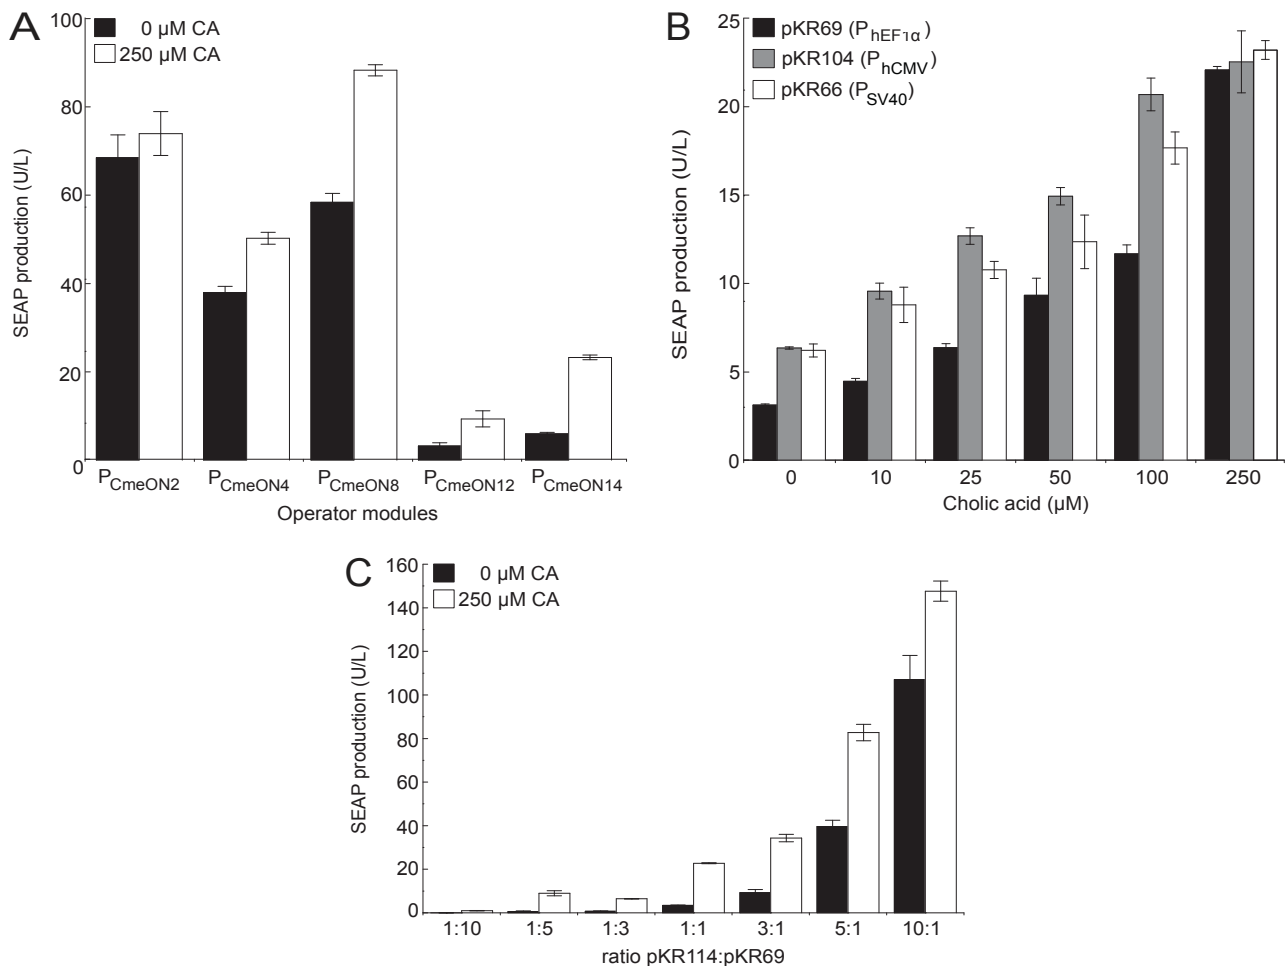 A
0 µM CA
250 µM CA
SEAP production (U/L)
100
80
60
40
20
0
PCmeON2 PCmeON4 PCmeON8 PCmeON12 PCmeON14
Operator modules
B
pKR69 (PhEF1α)
pKR104 (PhCMV)
pKR66 (PSV40)
SEAP production (U/L)
25
20
15
10
5
0
0 10 25 50 100 250
Cholic acid (µM)
C
0 µM CA
250 µM CA
SEAP production (U/L)
160
140
120
100
80
60
40
20
0
1:10 1:5 1:3 1:1 3:1 5:1 10:1
ratio pKR114:pKR69